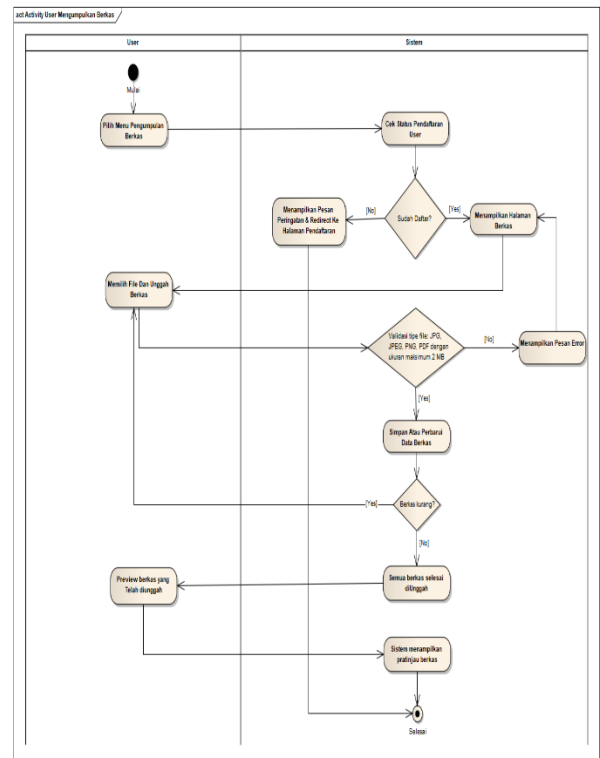 act Activity User Mengumpulkan Berkas
User
Sistem
Mulai
Pilih Menu Pengumpulan
Berkas
Cek Status Pendaftaran
User
Sudah Daftar?
[No]
[Yes]
Menampilkan Pesan
Peringatan & Redirect Ke
Halaman Pendaftaran
Menampilkan Halaman
Berkas
Memilih File Dan Unggah
Berkas
Validasi tipe file: JPG,
JPEG, PNG, PDF dengan
ukuran maksimum 2 MB
[No]
Menampilkan Pesan Error
[Yes]
Simpan Atau Perbarui
Data Berkas
Berkas kurang?
[Yes]
[No]
Preview berkas yang
Telah diunggah
Semua berkas selesai
diUnggah
Sistem menampilkan
pratinjau berkas
Selesai